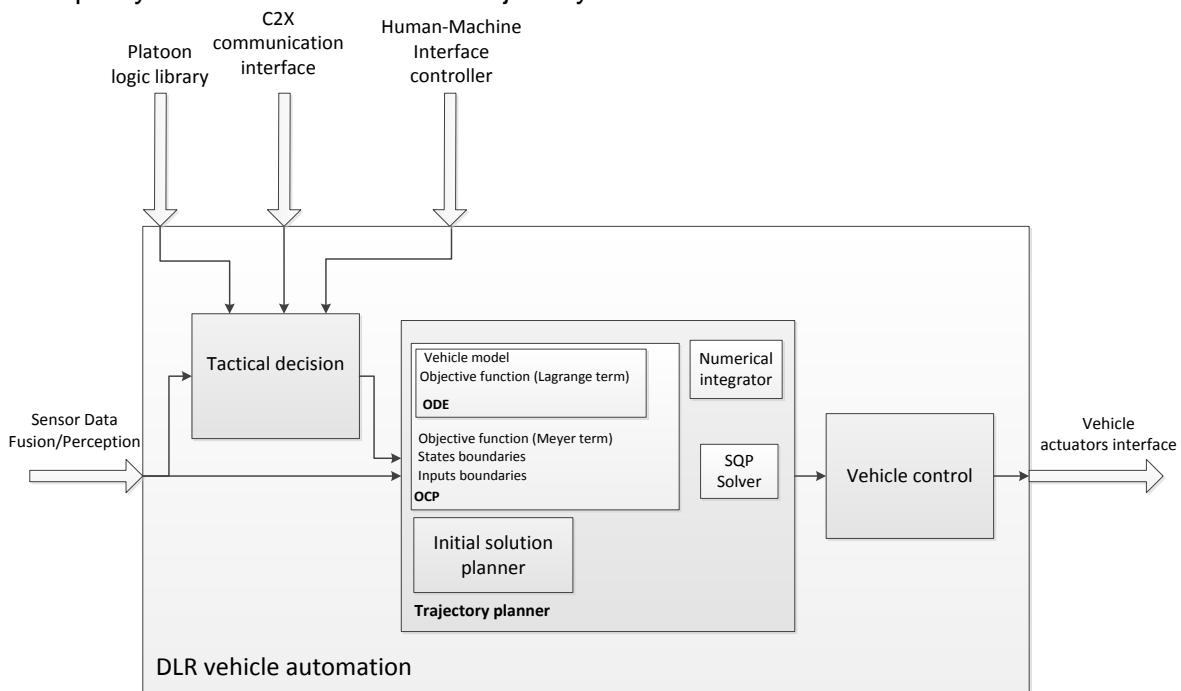 C2X
communication
interface
Human-Machine
Interface
controller
Platoon
logic library
Tactical decision
Sensor Data
Fusion/Perception
Vehicle model
Objective function (Lagrange term)
ODE
Objective function (Meyer term)
States boundaries
Inputs boundaries
OCP
Numerical
integrator
SQP
Solver
Initial solution
planner
Trajectory planner
Vehicle control
Vehicle
actuators interface
DLR vehicle automation